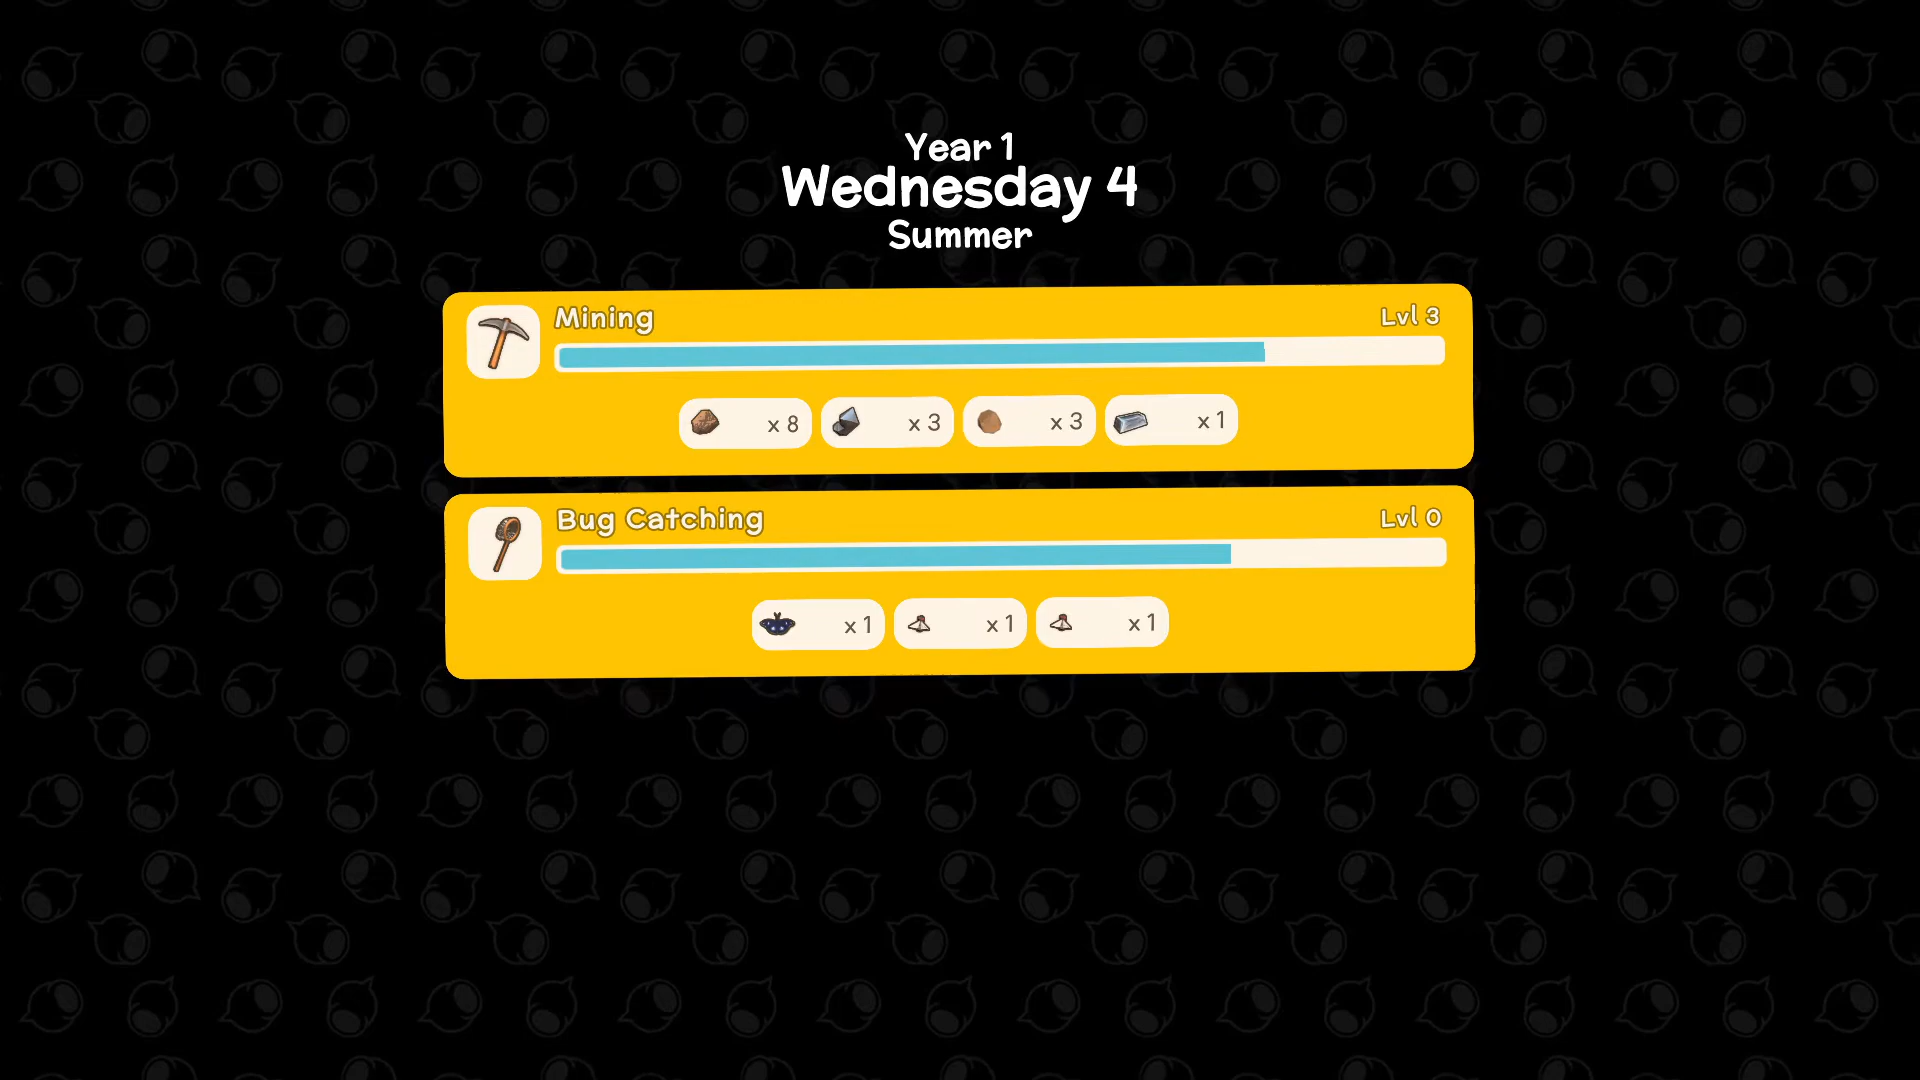 Year 1
Wednesday 4
Summer
Mining
Lvl 3
x 8
x 3
x 3
x 1
Bug Catching
Lvl 0
x 1
x 1
x 1